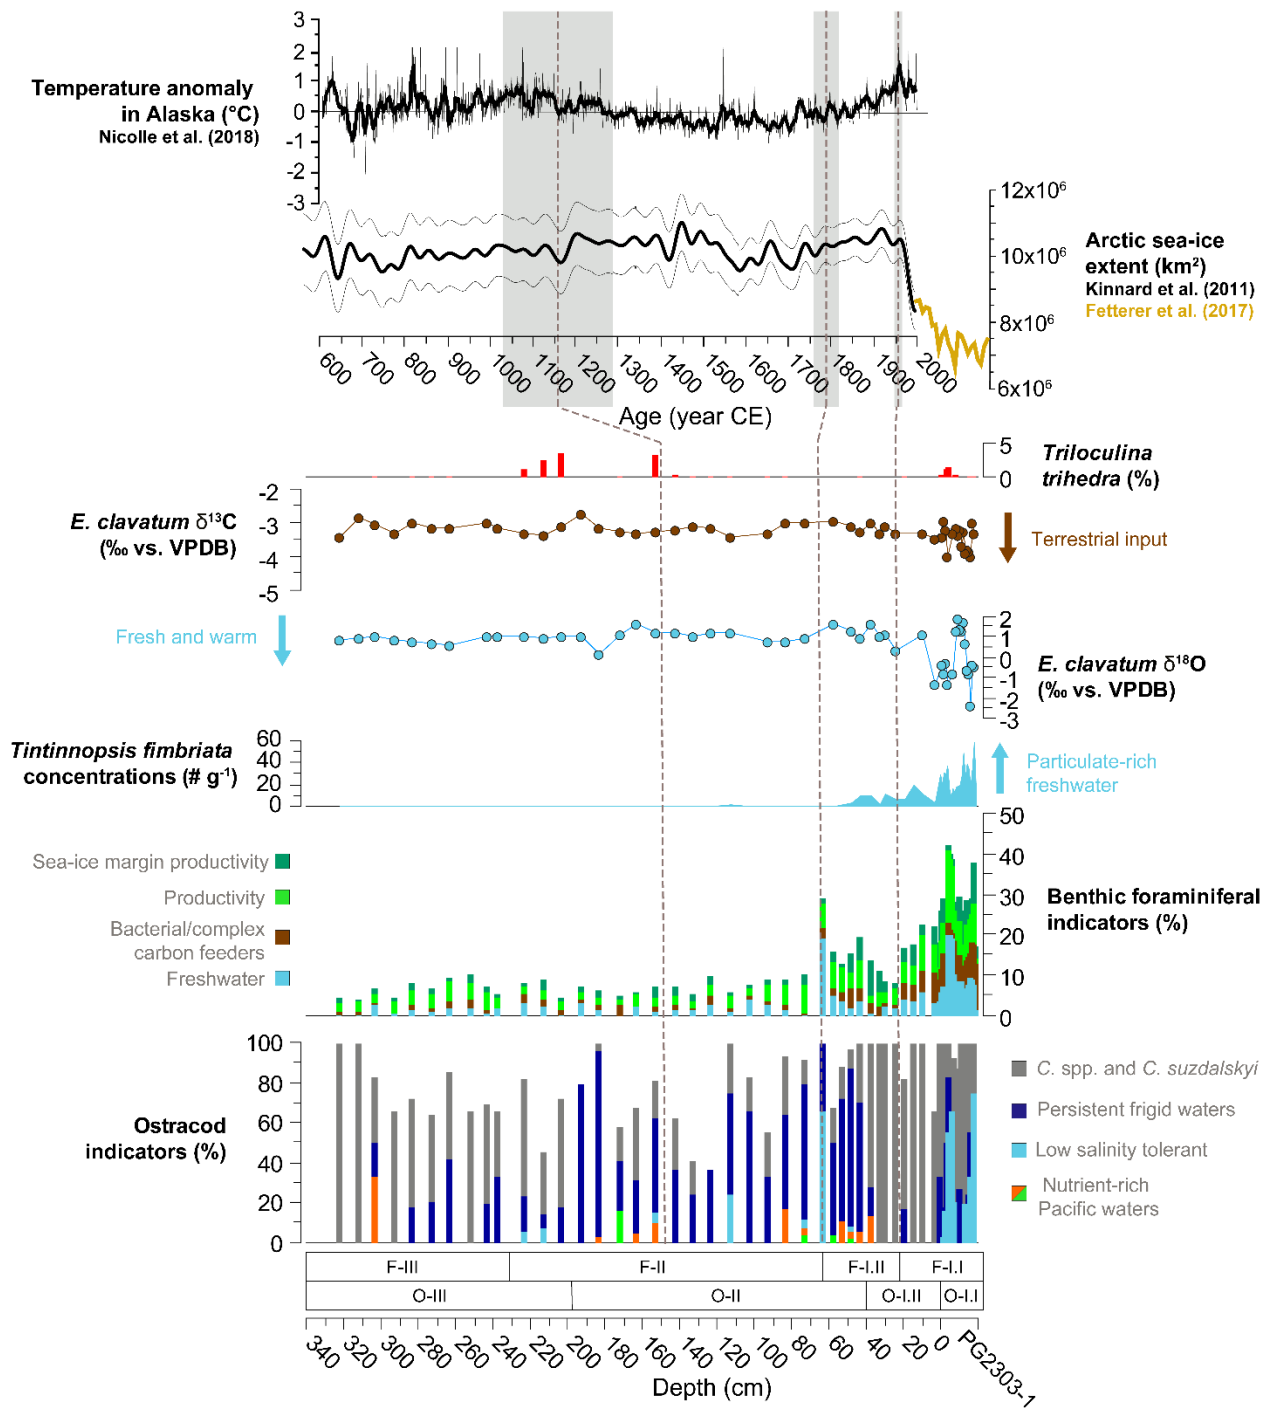 3
2
1
0
-1
-2
-3
Temperature anomaly
in Alaska (°C)
Nicolle et al. (2018)
12x10⁶
10x10⁶
8x10⁶
6x10⁶
Arctic sea-ice
extent (km²)
Kinnard et al. (2011)
Fetterer et al. (2017)
600
700
800
900
1000
1100
1200
1300
1400
1500
1600
1700
1800
1900
2000
Age (year CE)
5
0
Triloculina
trihedra (%)
-2
-3
-4
-5
E. clavatum δ¹³C
(‰ vs. VPDB)
Terrestrial input
Fresh and warm
2
1
0
-1
-2
-3
E. clavatum δ¹⁸O
(‰ vs. VPDB)
Tintinnopsis fimbriata
concentrations (# g⁻¹)
60
40
20
0
Particulate-rich
freshwater
50
40
30
20
10
0
Sea-ice margin productivity
Productivity
Bacterial/complex
carbon feeders
Freshwater
Benthic foraminiferal
indicators (%)
100
80
60
40
20
0
Ostracod
indicators (%)
C. spp. and C. suzdalskyi
Persistent frigid waters
Low salinity tolerant
Nutrient-rich
Pacific waters
F-III
F-II
F-I.II
F-I.I
O-III
O-II
O-I.II
O-I.I
340
320
300
280
260
240
220
200
180
160
140
120
100
80
60
40
20
0
PG2303-1
Depth (cm)